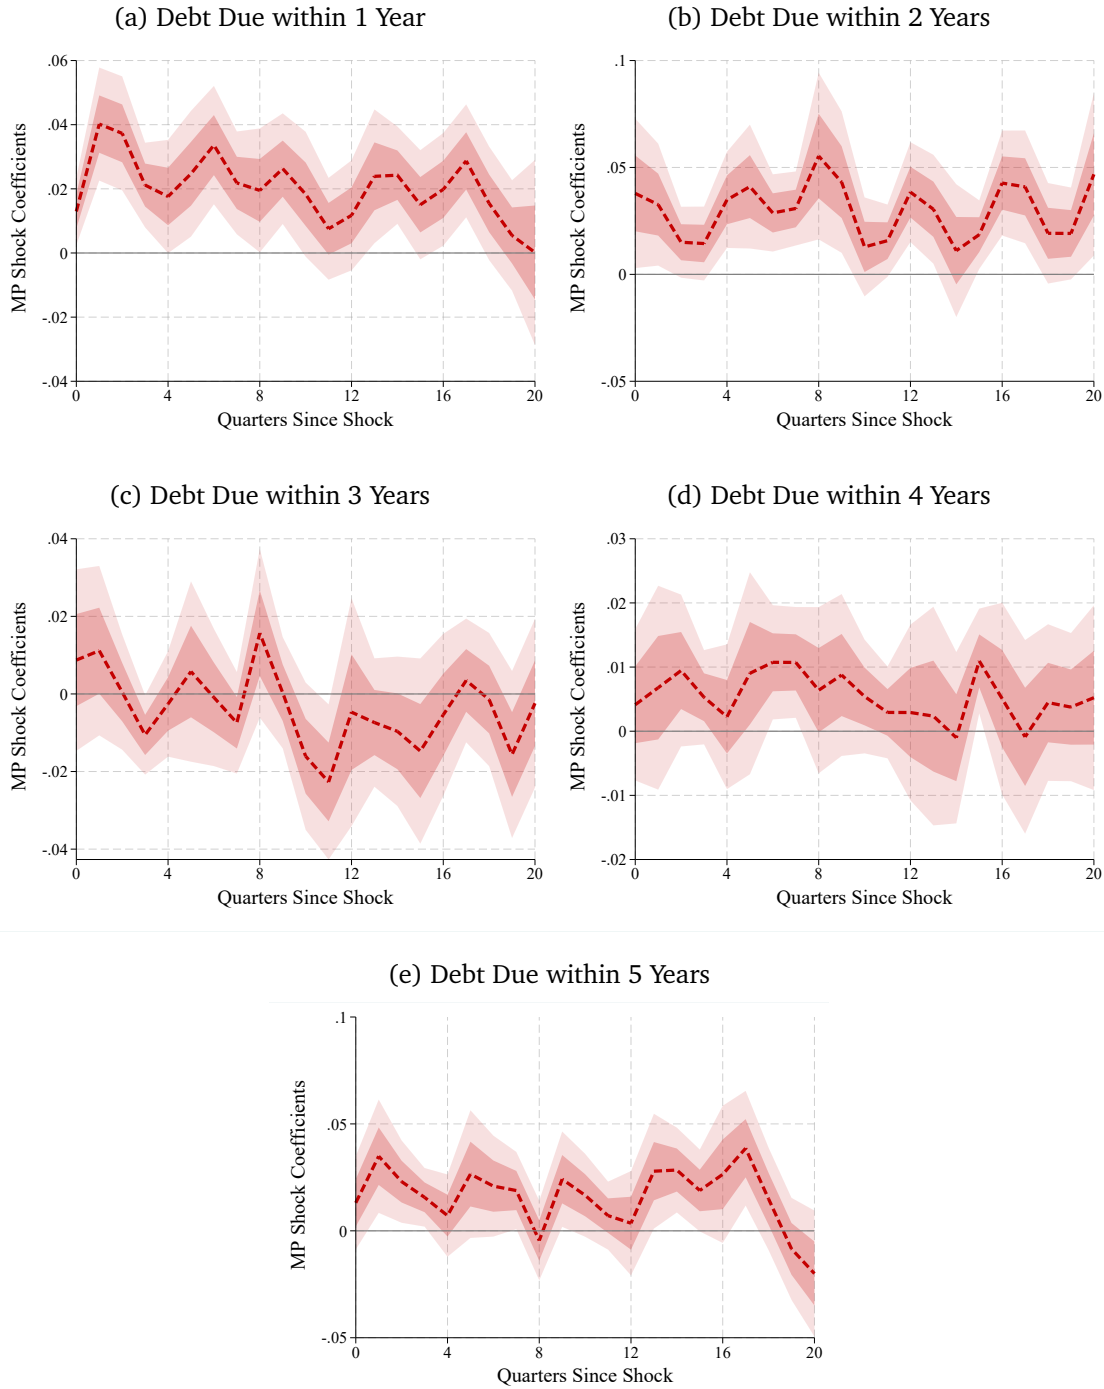 (a) Debt Due within 1 Year
MP Shock Coefficients
.06
.04
.02
0
-.02
-.04
0 4 8 12 16 20
Quarters Since Shock
(b) Debt Due within 2 Years
MP Shock Coefficients
.1
.05
0
-.05
0 4 8 12 16 20
Quarters Since Shock
(c) Debt Due within 3 Years
MP Shock Coefficients
.04
.02
0
-.02
-.04
0 4 8 12 16 20
Quarters Since Shock
(d) Debt Due within 4 Years
MP Shock Coefficients
.03
.02
.01
0
-.01
-.02
0 4 8 12 16 20
Quarters Since Shock
(e) Debt Due within 5 Years
MP Shock Coefficients
.1
.05
0
-.05
0 4 8 12 16 20
Quarters Since Shock